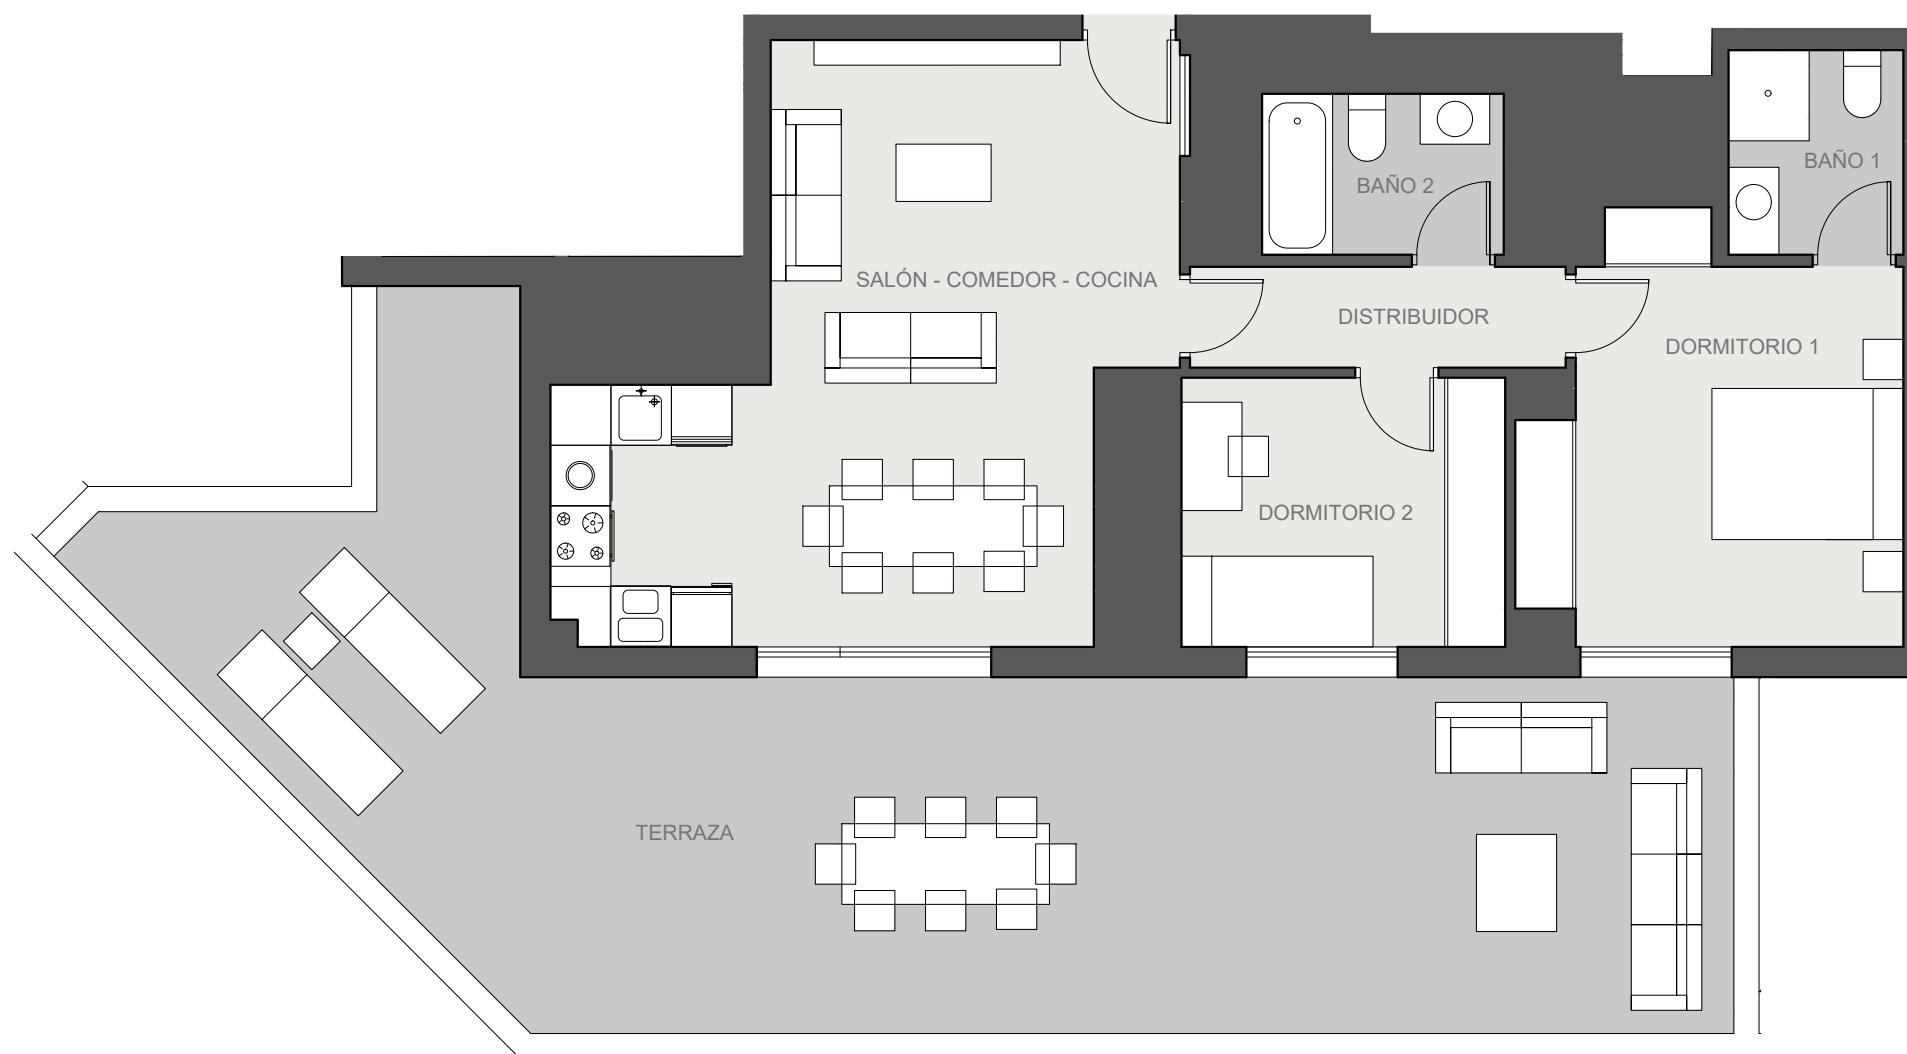 BAÑO 1
BAÑO 2
SALÓN - COMEDOR - COCINA
DISTRIBUIDOR
DORMITORIO 1
DORMITORIO 2
TERRAZA